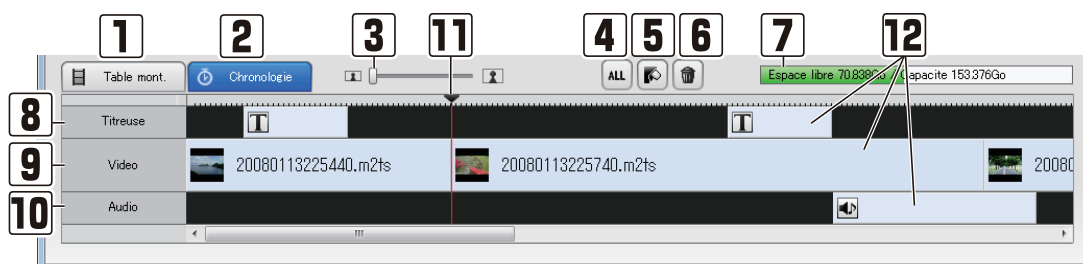 1 2 3 11 4 5 6 7 12
Table mont. Chronologie ALL Espace libre 70.838Go / Capacite 153.376Go
8 Titreuse T T
9 Video 20080113225440.m2ts 20080113225740.m2ts 20080
10 Audio